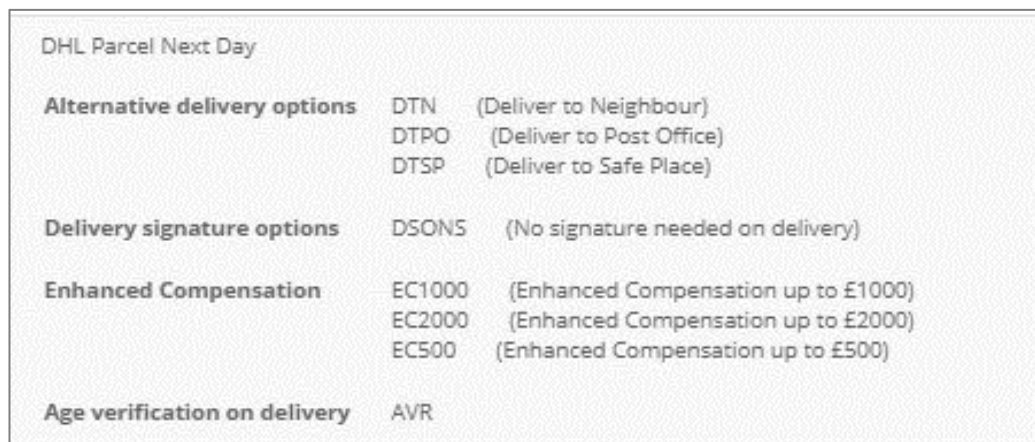 DHL Parcel Next Day
Alternative delivery options DTN (Deliver to Neighbour)
DTPO (Deliver to Post Office)
DTSP (Deliver to Safe Place)
Delivery signature options DSONS (No signature needed on delivery)
Enhanced Compensation EC1000 (Enhanced Compensation up to £1000)
EC2000 (Enhanced Compensation up to £2000)
EC500 (Enhanced Compensation up to £500)
Age verification on delivery AVR